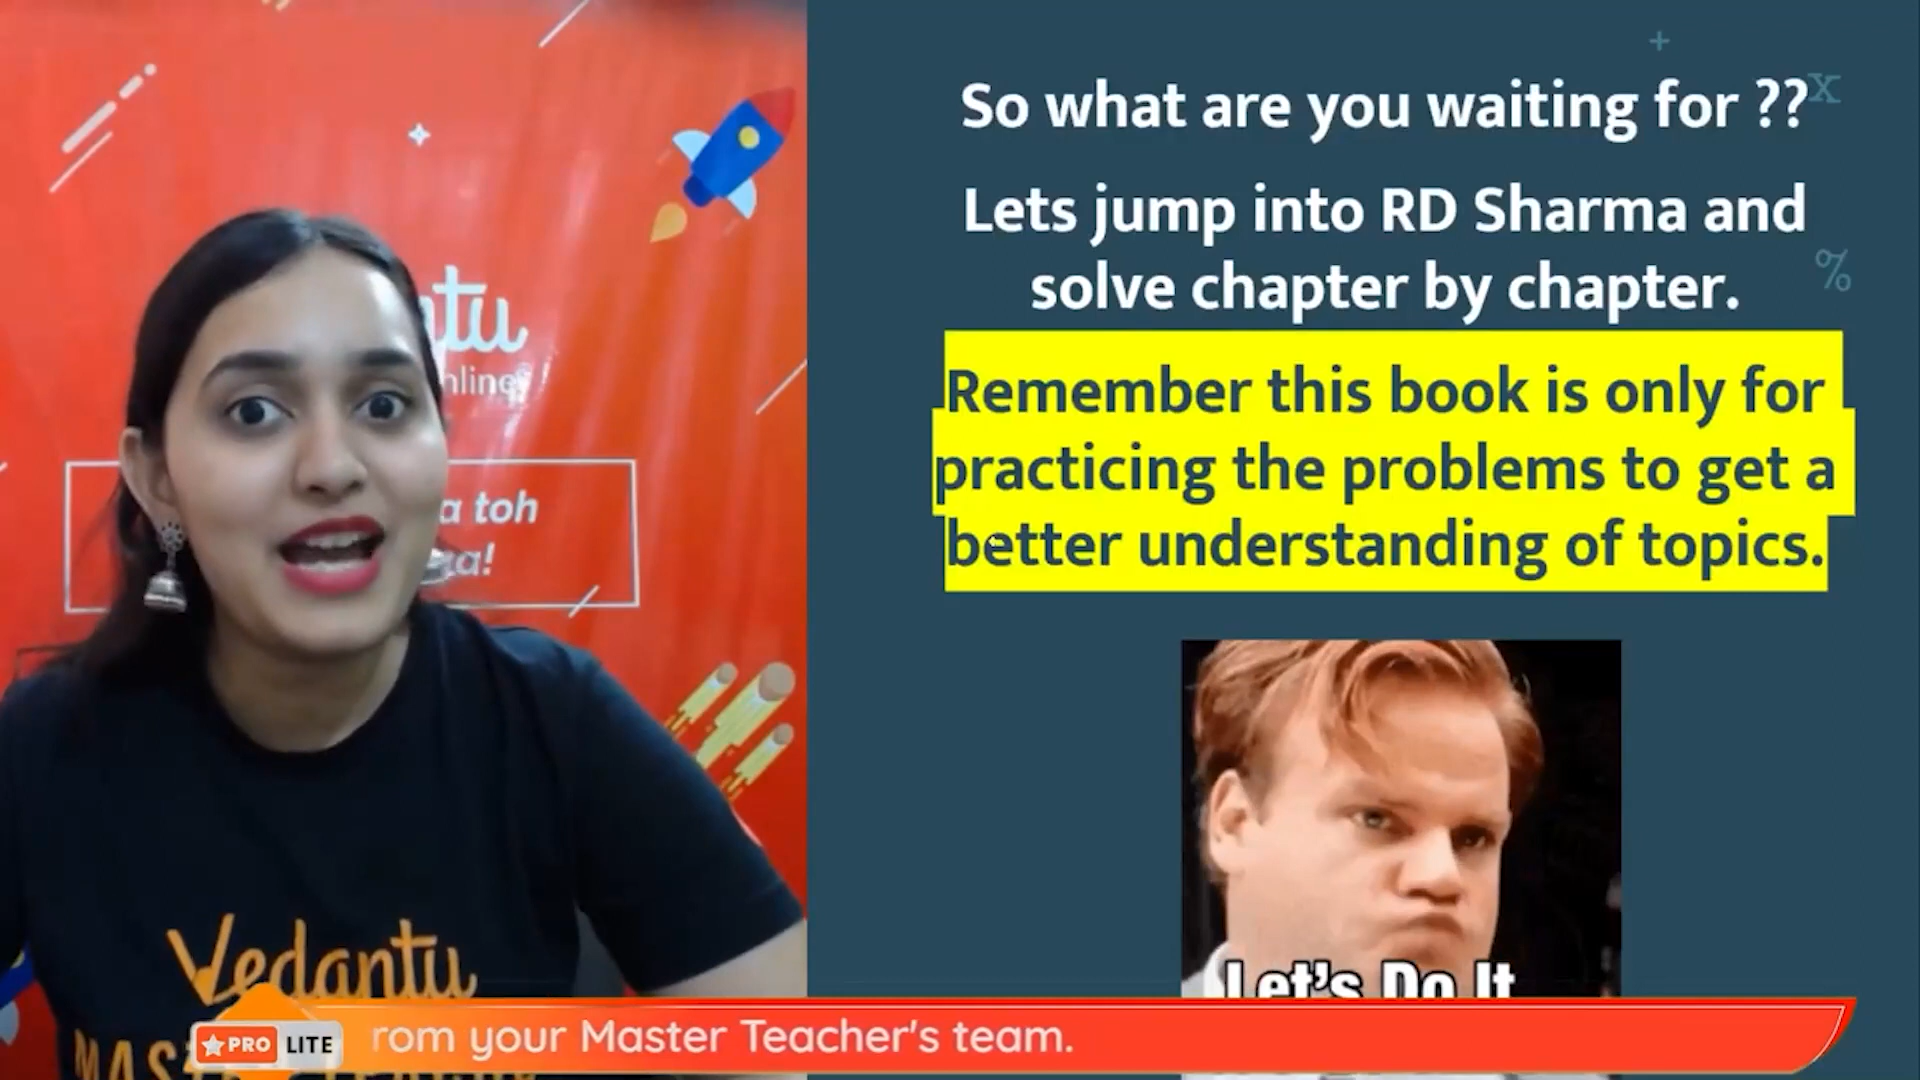 So what are you waiting for ??
x
Lets jump into RD Sharma and
solve chapter by chapter.
%
Remember this book is only for
practicing the problems to get a
better understanding of topics.
Let's Do It
toh
Vedantu
PRO LITE
rom your Master Teacher's team.